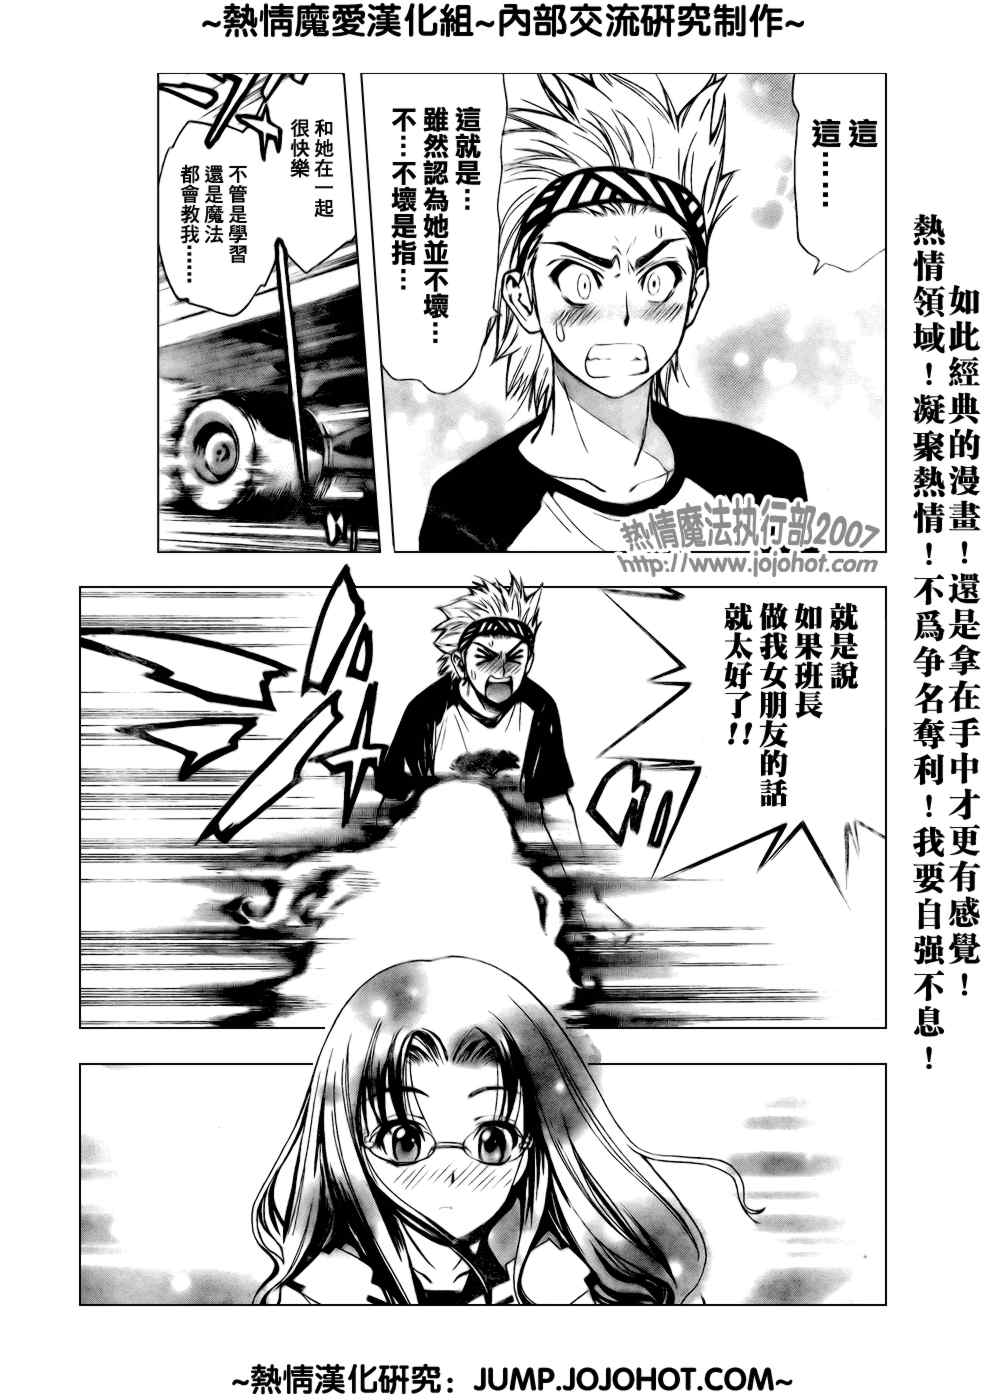 ~熱情魔愛漢化組~內部交流研究制作~
這
這……
這就是…
雖然認為她並不壞…
不…不壞是指…
和她在一起
很快樂
不管是學習
還是魔法
都會教我……
熱情魔法执行部2007
http://www.jojohot.com
就是說
如果班長
做我女朋友的話
就太好了!!
如此經典的漫畫！還是拿在手中才更有感覺！
熱情領域！凝聚熱情！不爲争名奪利！我要自强不息！
~熱情漢化研究：JUMP.JOJOHOT.COM~